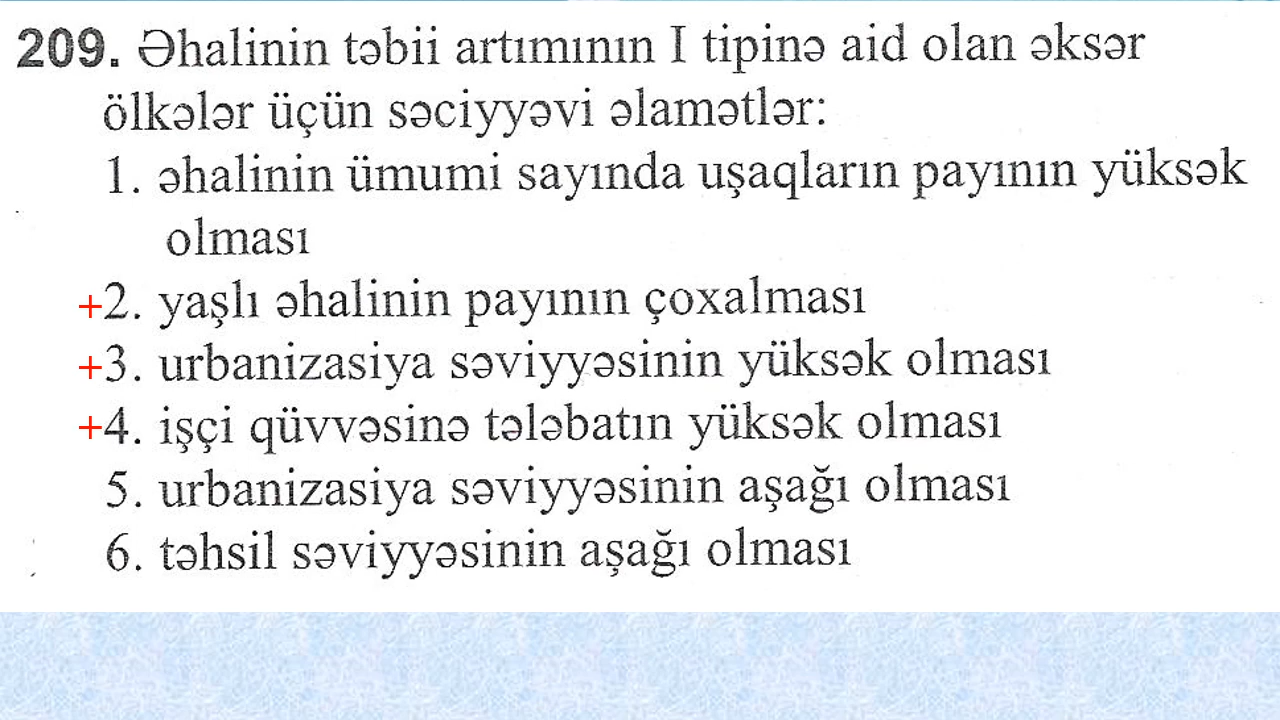 209. Əhalinin təbii artımının I tipinə aid olan əksər
ölkələr üçün səciyyəvi əlamətlər:
1. əhalinin ümumi sayında uşaqların payının yüksək
olması
+2. yaşlı əhalinin payının çoxalması
+3. urbanizasiya səviyyəsinin yüksək olması
+4. işçi qüvvəsinə tələbatın yüksək olması
5. urbanizasiya səviyyəsinin aşağı olması
6. təhsil səviyyəsinin aşağı olması